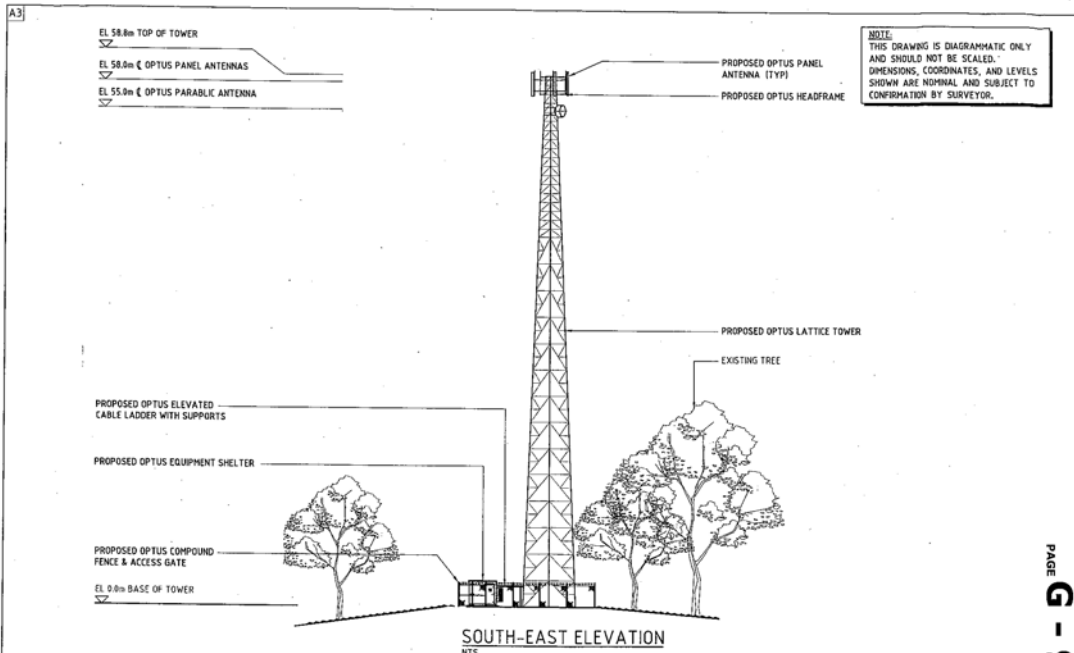 A3
EL 58.8m TOP OF TOWER
EL 58.0m ℄ OPTUS PANEL ANTENNAS
EL 55.0m ℄ OPTUS PARABLIC ANTENNA
PROPOSED OPTUS PANEL
ANTENNA (TYP)
PROPOSED OPTUS HEADFRAME
NOTE:
THIS DRAWING IS DIAGRAMMATIC ONLY
AND SHOULD NOT BE SCALED.
DIMENSIONS, COORDINATES, AND LEVELS
SHOWN ARE NOMINAL AND SUBJECT TO
CONFIRMATION BY SURVEYOR.
PROPOSED OPTUS LATTICE TOWER
EXISTING TREE
PROPOSED OPTUS ELEVATED
CABLE LADDER WITH SUPPORTS
PROPOSED OPTUS EQUIPMENT SHELTER
PROPOSED OPTUS COMPOUND
FENCE & ACCESS GATE
EL 0.0m BASE OF TOWER
SOUTH-EAST ELEVATION
NTS
PAGE G -